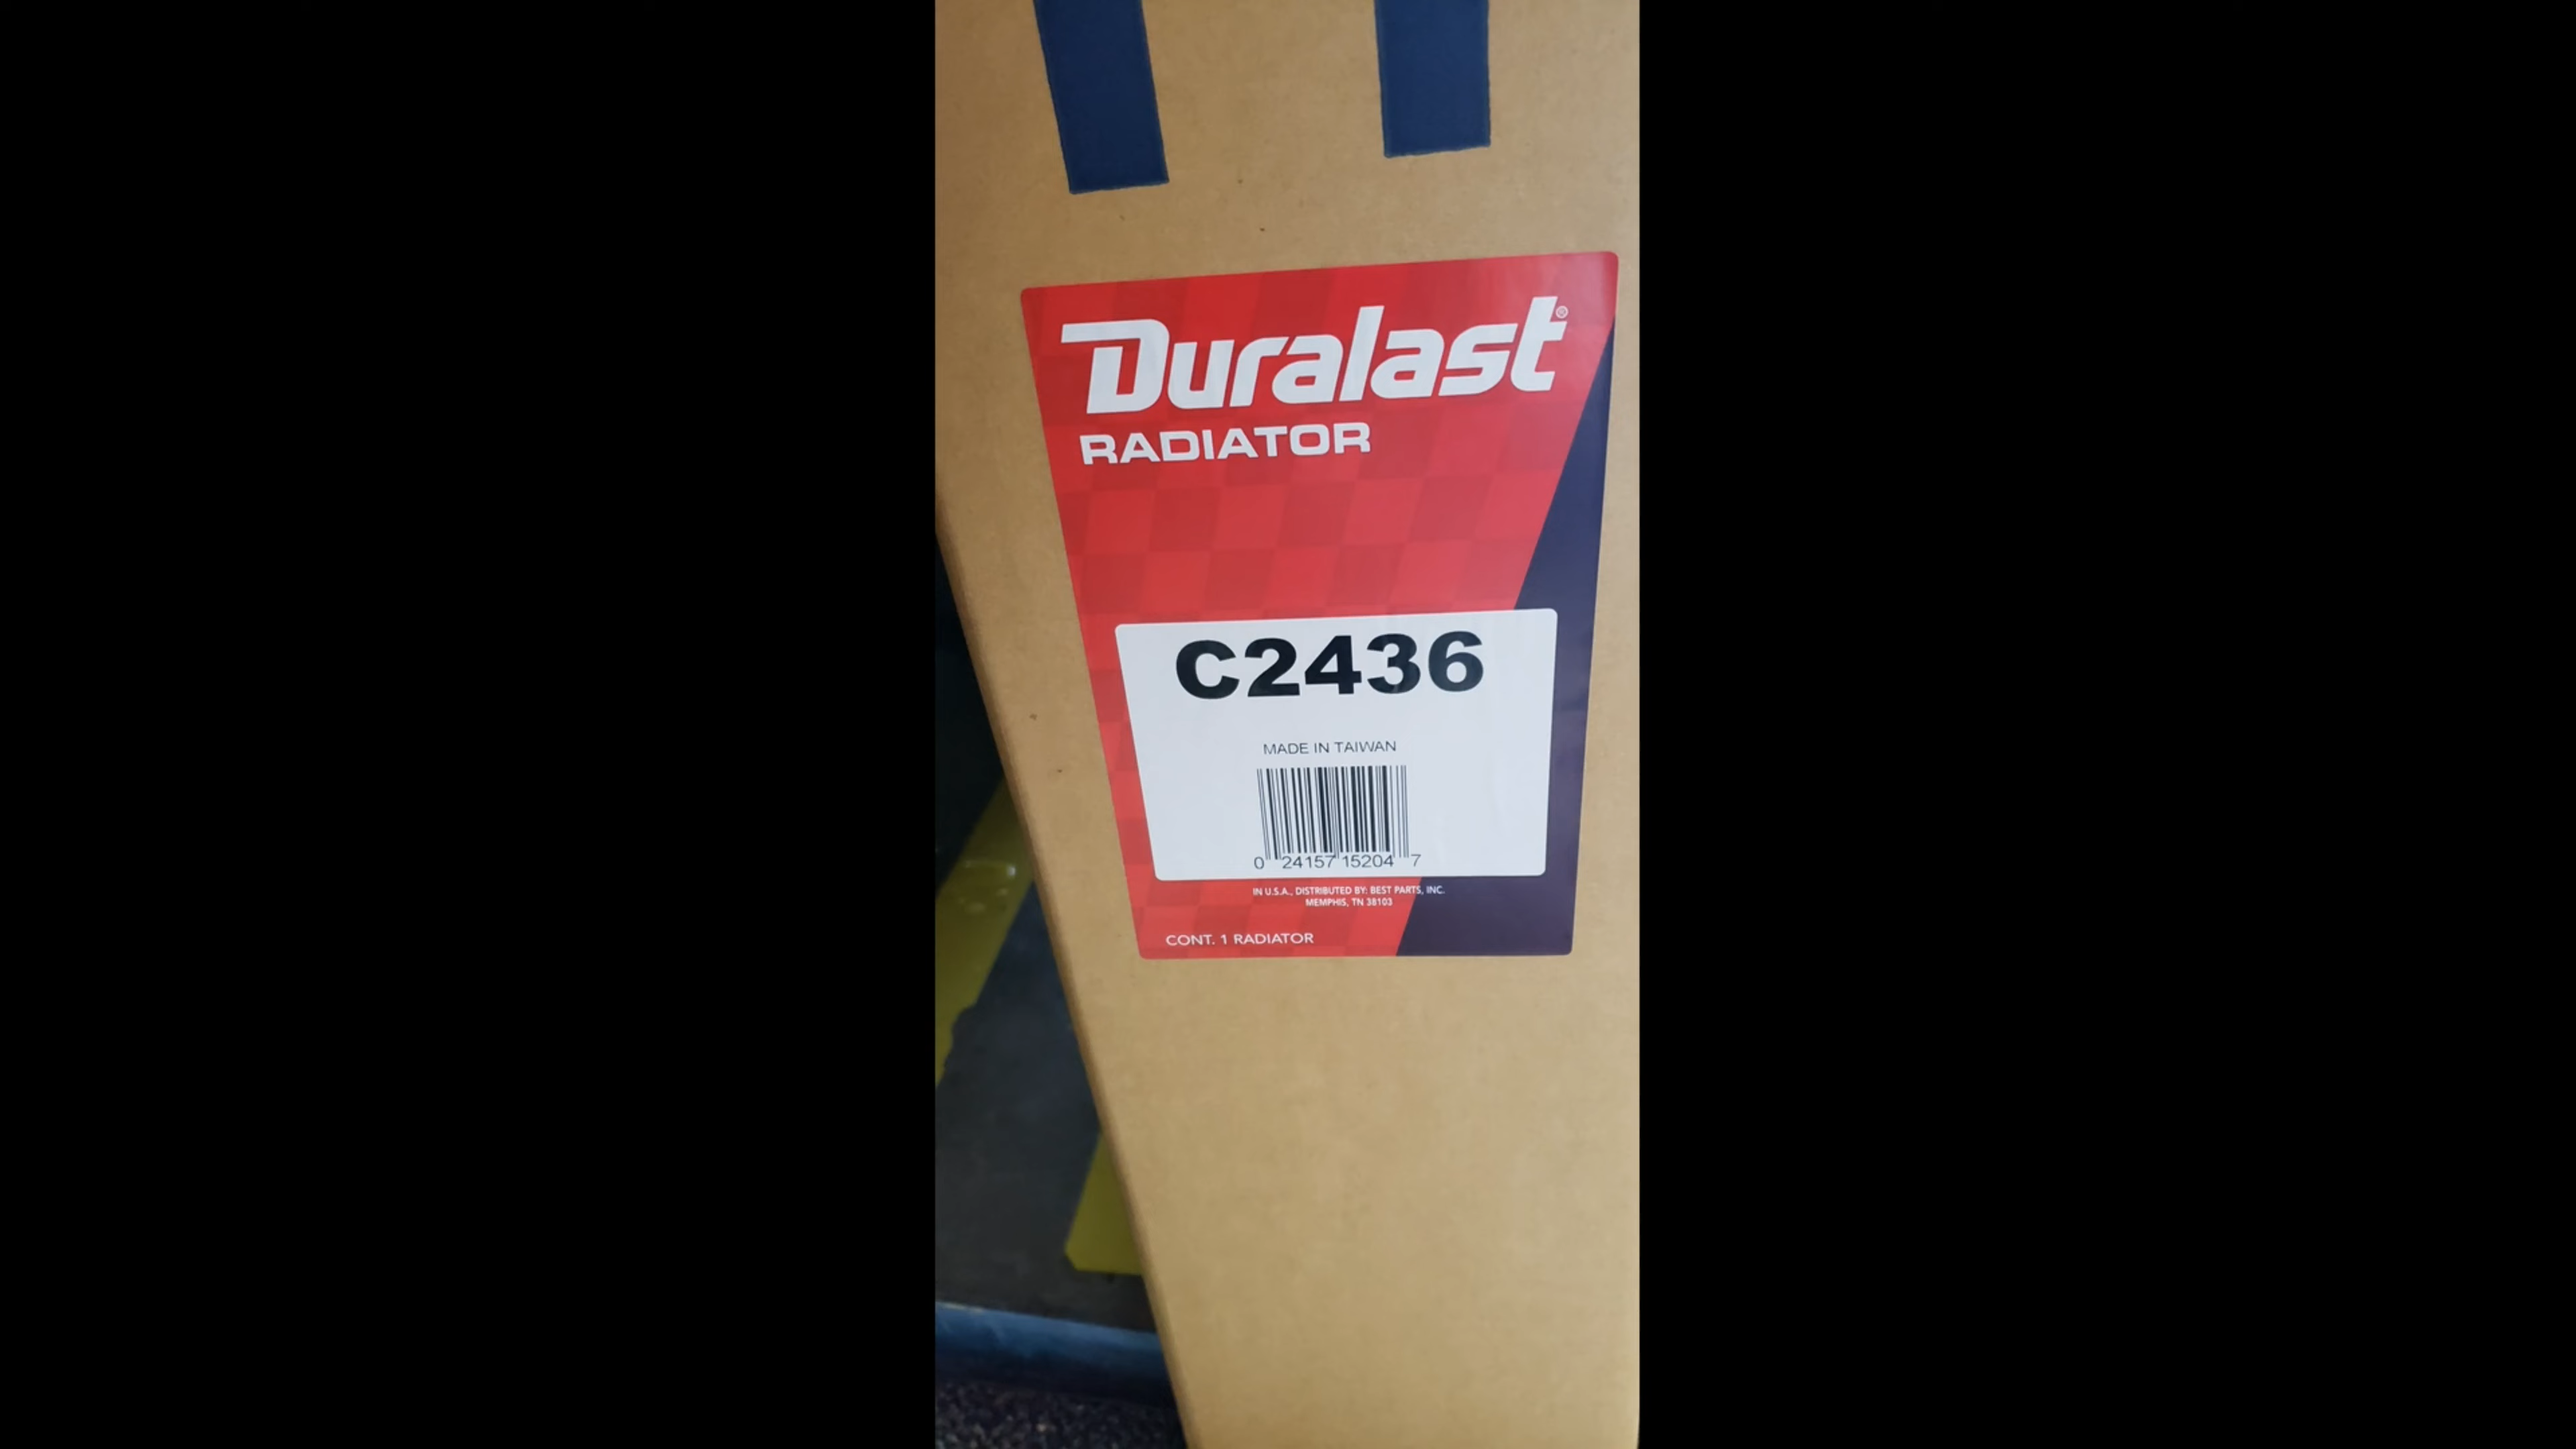 Duralast®
RADIATOR
C2436
MADE IN TAIWAN
0 24157 15204 7
IN U.S.A., DISTRIBUTED BY: BEST PARTS, INC.
MEMPHIS, TN 38103
CONT. 1 RADIATOR